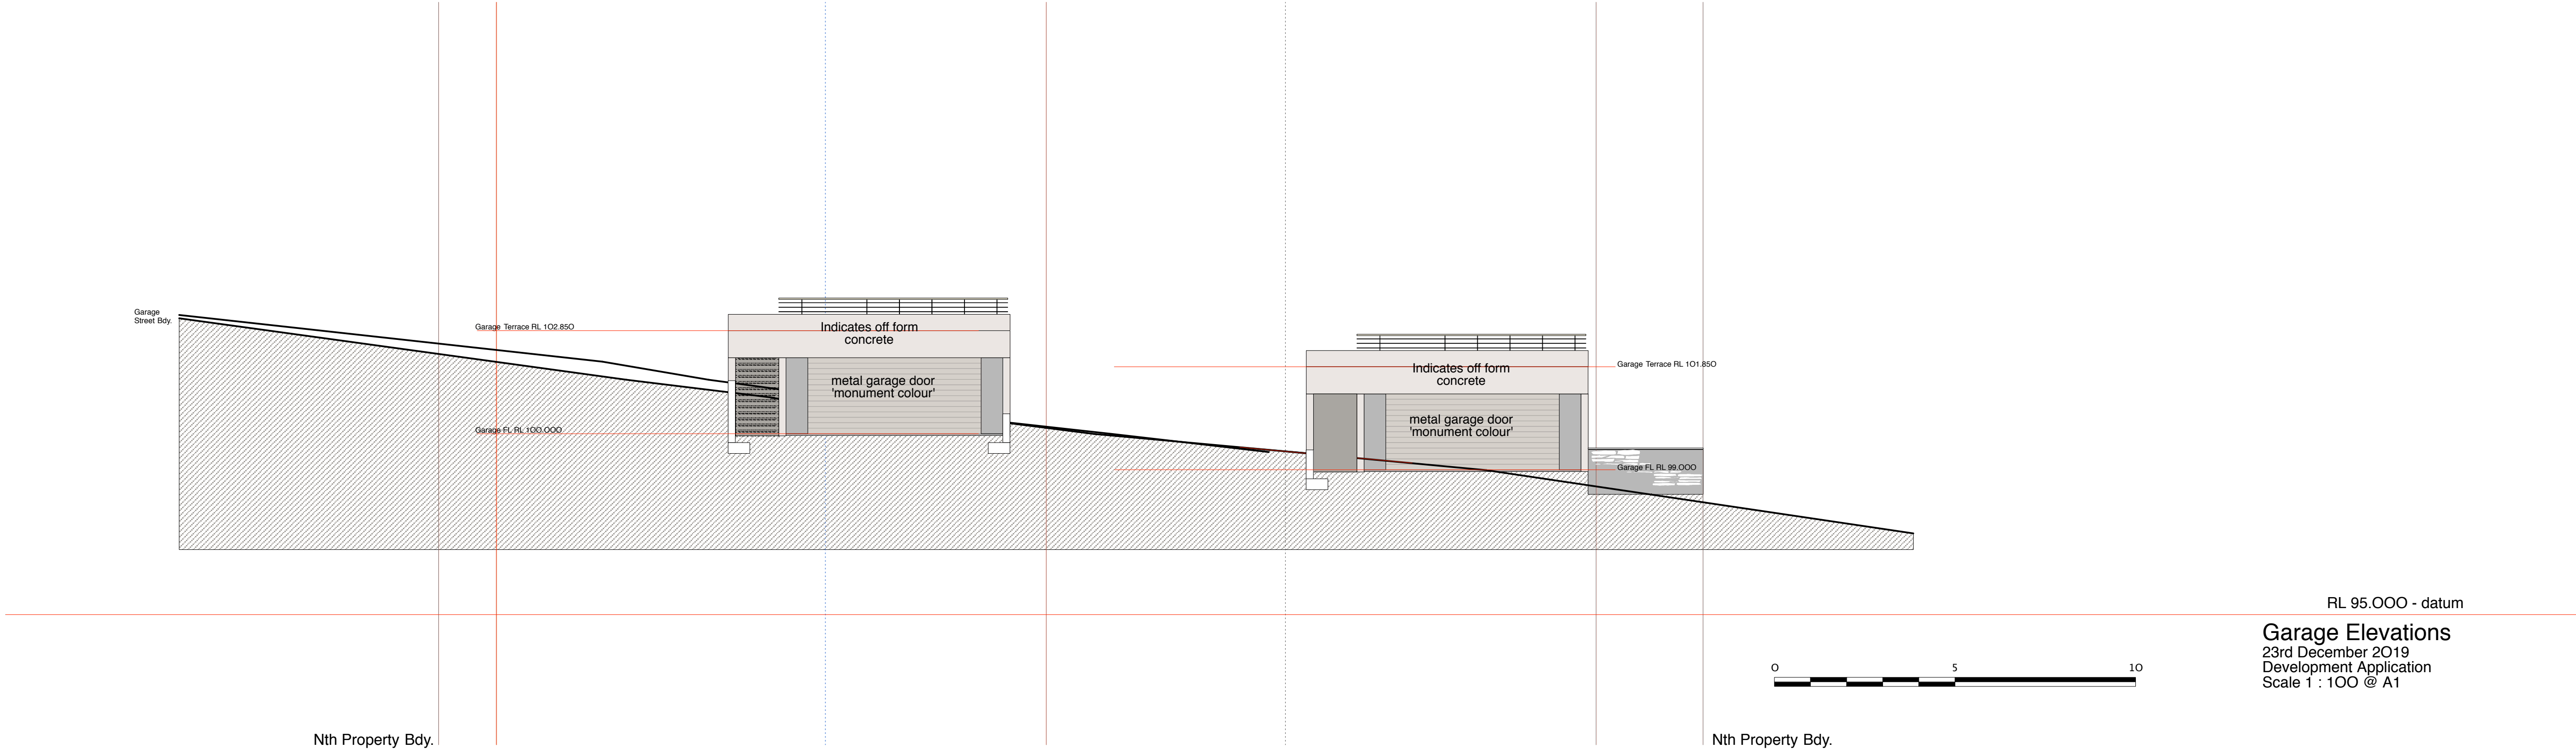 Garage
Street Bdy.
Garage Terrace RL 102.850
Indicates off form
concrete
metal garage door
'monument colour'
Garage FL RL 100.000
Indicates off form
concrete
Garage Terrace RL 101.850
metal garage door
'monument colour'
Garage FL RL 99.000
RL 95.000 - datum
Garage Elevations
23rd December 2019
Development Application
Scale 1 : 100 @ A1
0 5 10
Nth Property Bdy.
Nth Property Bdy.